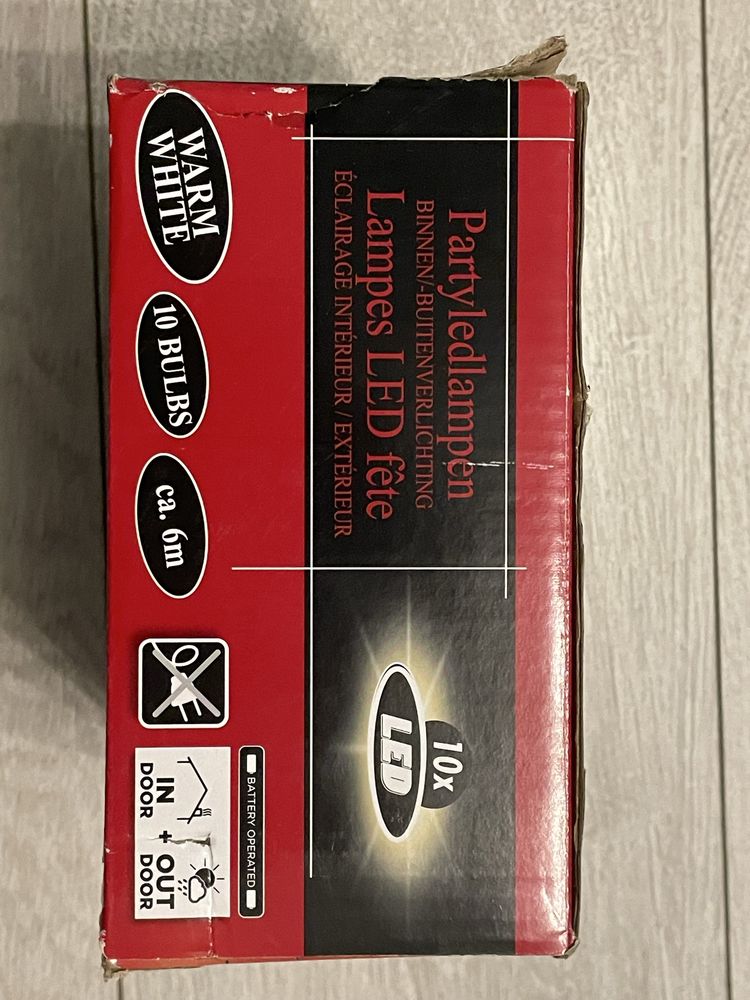 Partyledlampen
BINNEN/-BUITENVERLICHTING
Lampes LED fête
ÉCLAIRAGE INTÉRIEUR / EXTÉRIEUR
10x
LED
WARM
WHITE
10 BULBS
ca. 6m
BATTERY OPERATED
IN + OUT
DOOR DOOR